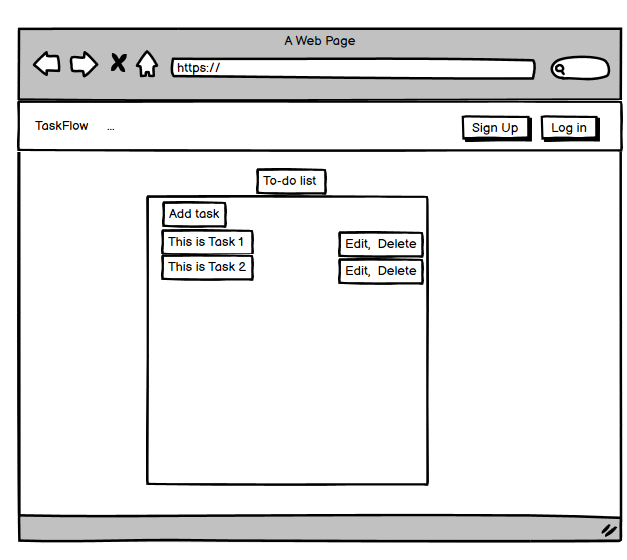 A Web Page
https://
TaskFlow ... Sign Up Log in
To-do list
Add task
This is Task 1 Edit, Delete
This is Task 2 Edit, Delete